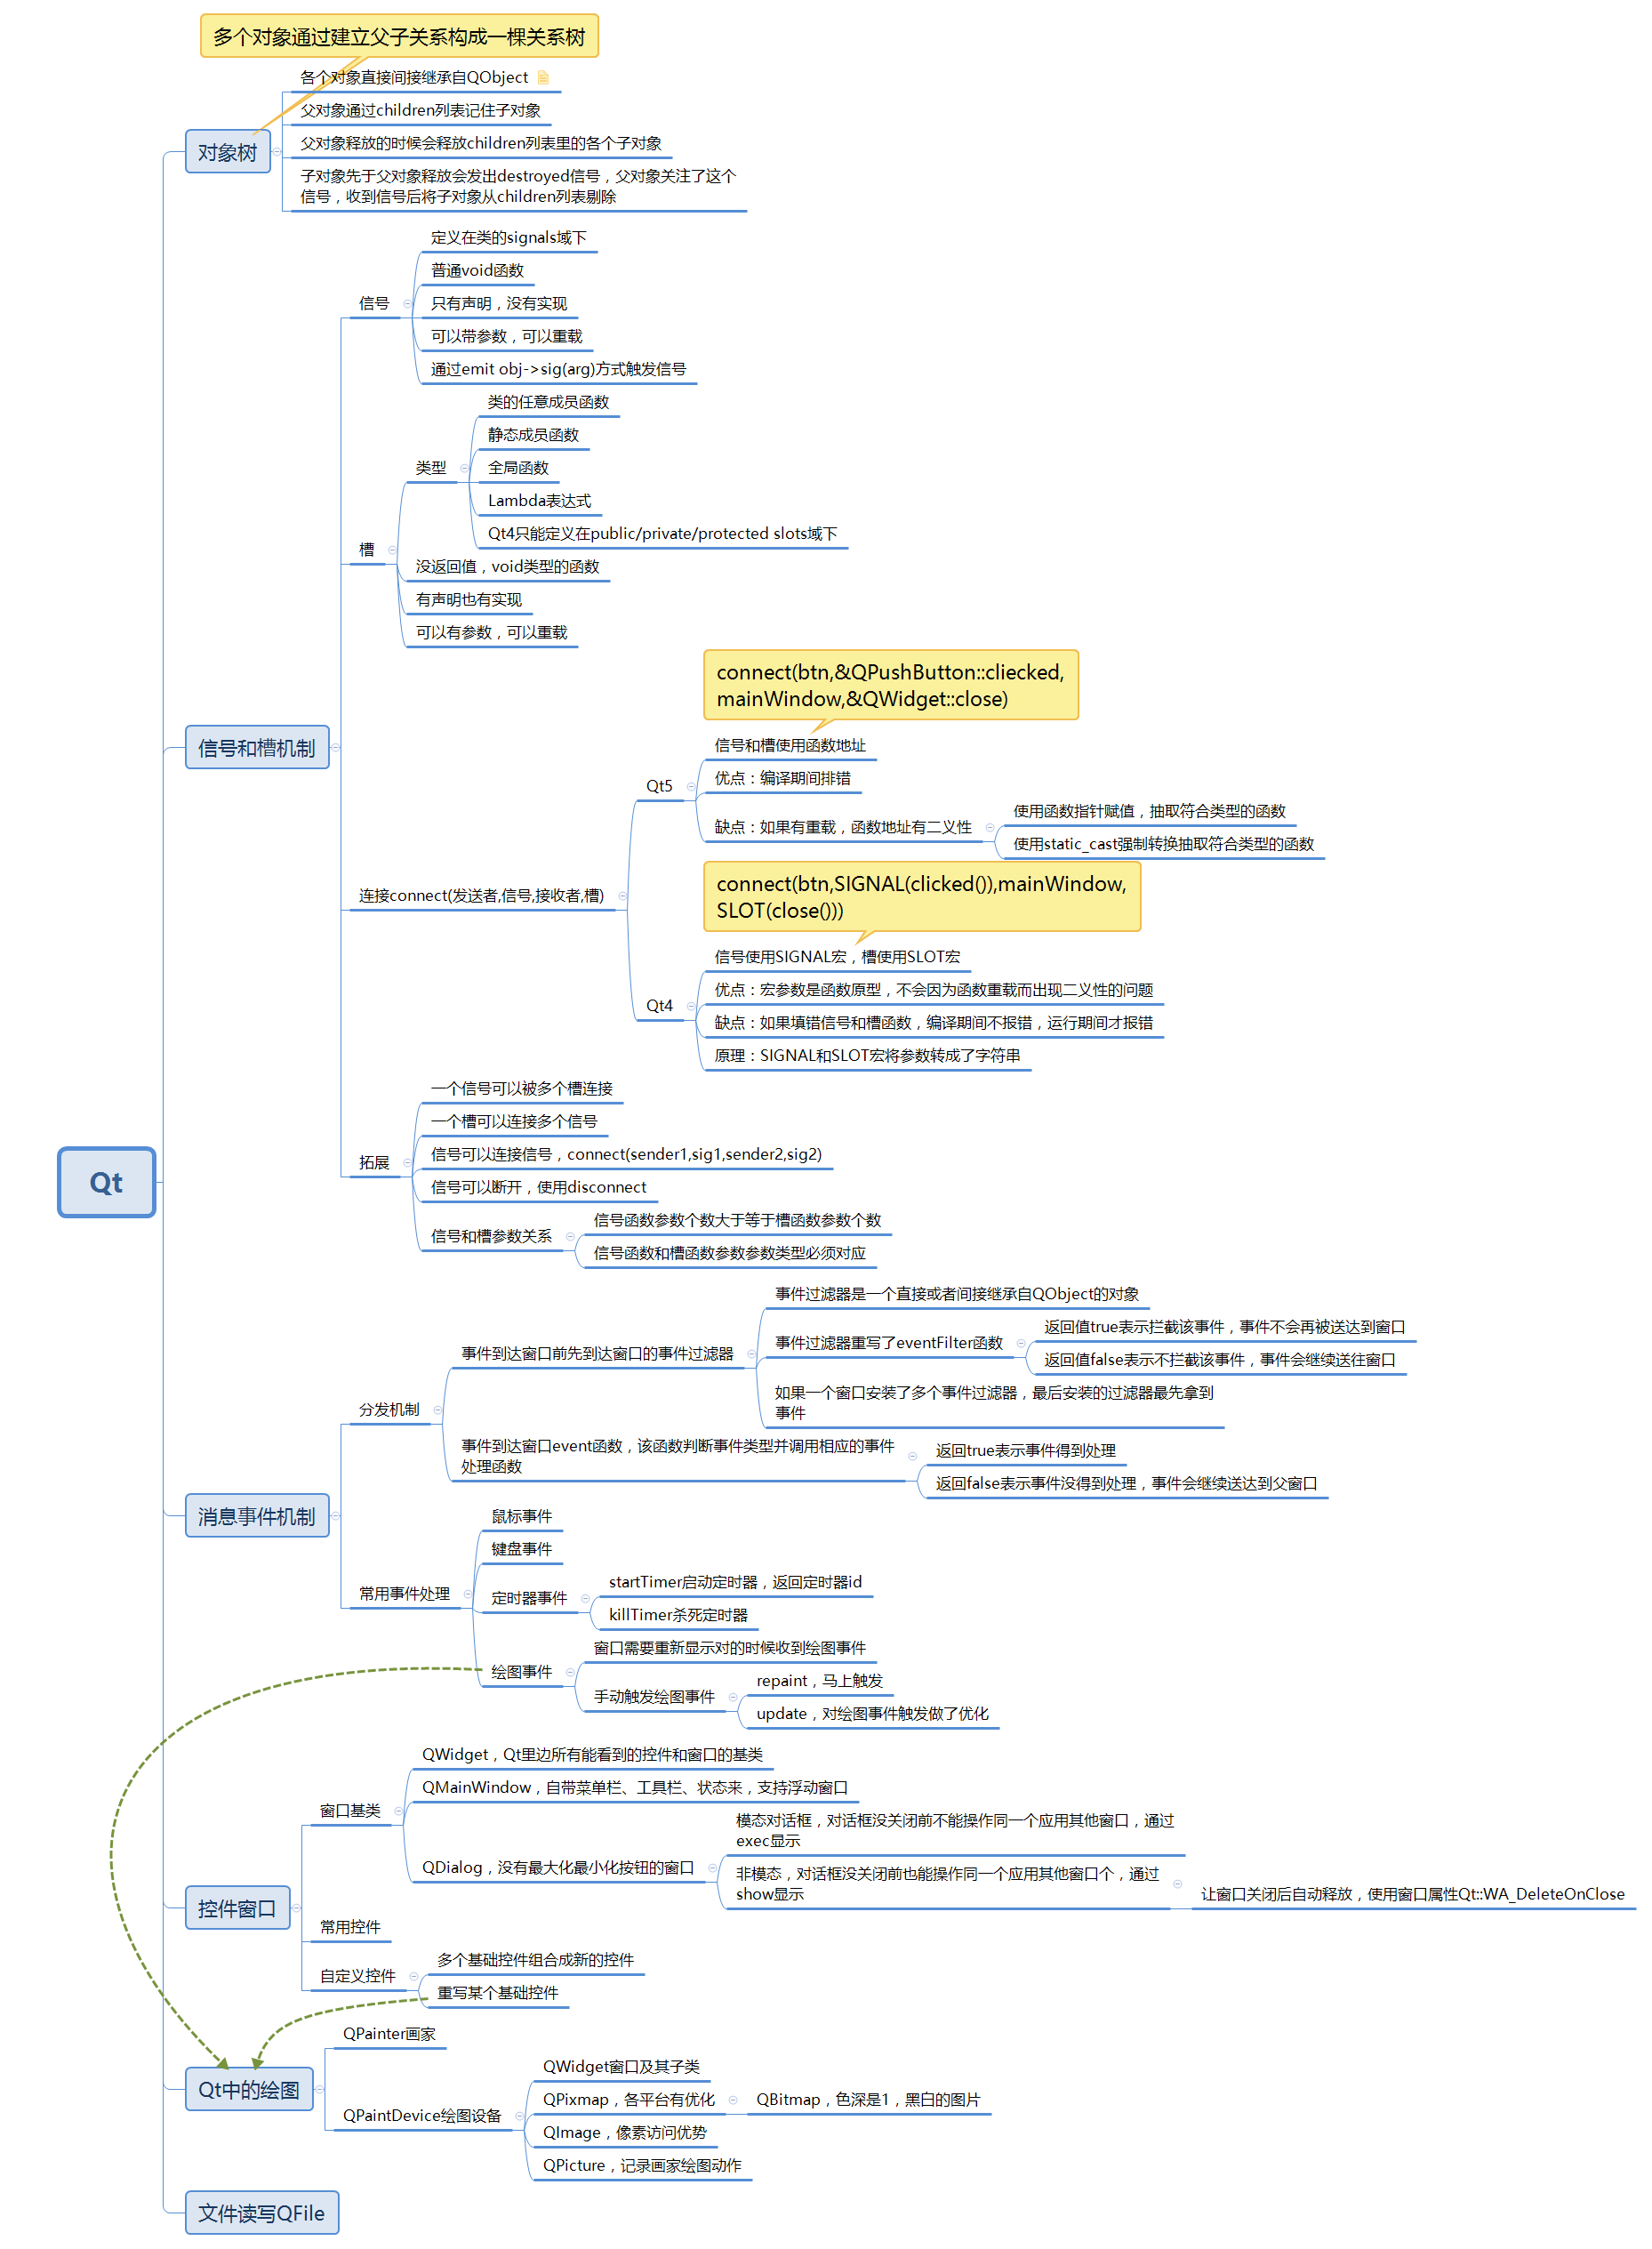 多个对象通过建立父子关系构成一棵关系树
各个对象直接间接继承自QObject
父对象通过children列表记住子对象
对象树
父对象释放的时候会释放children列表里的各个子对象
子对象先于父对象释放会发出destroyed信号，父对象关注了这个
信号，收到信号后将子对象从children列表剔除
定义在类的signals域下
普通void函数
信号
只有声明，没有实现
可以带参数，可以重载
通过emit obj->sig(arg)方式触发信号
类的任意成员函数
静态成员函数
类型
全局函数
Lambda表达式
Qt4只能定义在public/private/protected slots域下
槽
没返回值，void类型的函数
有声明也有实现
可以有参数，可以重载
connect(btn,&QPushButton::cliecked,
mainWindow,&QWidget::close)
信号和槽机制
信号和槽使用函数地址
Qt5
优点：编译期间排错
缺点：如果有重载，函数地址有二义性
使用函数指针赋值，抽取符合类型的函数
使用static_cast强制转换抽取符合类型的函数
连接connect(发送者,信号,接收者,槽)
connect(btn,SIGNAL(clicked()),mainWindow,
SLOT(close()))
信号使用SIGNAL宏，槽使用SLOT宏
优点：宏参数是函数原型，不会因为函数重载而出现二义性的问题
Qt4
缺点：如果填错信号和槽函数，编译期间不报错，运行期间才报错
原理：SIGNAL和SLOT宏将参数转成了字符串
一个信号可以被多个槽连接
一个槽可以连接多个信号
拓展
信号可以连接信号，connect(sender1,sig1,sender2,sig2)
Qt
信号可以断开，使用disconnect
信号和槽参数关系
信号函数参数个数大于等于槽函数参数个数
信号函数和槽函数参数参数类型必须对应
事件过滤器是一个直接或者间接继承自QObject的对象
事件到达窗口前先到达窗口的事件过滤器
事件过滤器重写了eventFilter函数
返回值true表示拦截该事件，事件不会再被送达到窗口
返回值false表示不拦截该事件，事件会继续送往窗口
分发机制
如果一个窗口安装了多个事件过滤器，最后安装的过滤器最先拿到
事件
事件到达窗口event函数，该函数判断事件类型并调用相应的事件
处理函数
返回true表示事件得到处理
返回false表示事件没得到处理，事件会继续送达到父窗口
消息事件机制
鼠标事件
键盘事件
常用事件处理
定时器事件
startTimer启动定时器，返回定时器id
killTimer杀死定时器
绘图事件
窗口需要重新显示对的时候收到绘图事件
手动触发绘图事件
repaint，马上触发
update，对绘图事件触发做了优化
QWidget，Qt里边所有能看到的控件和窗口的基类
窗口基类
QMainWindow，自带菜单栏、工具栏、状态来，支持浮动窗口
QDialog，没有最大化最小化按钮的窗口
模态对话框，对话框没关闭前不能操作同一个应用其他窗口，通过
exec显示
非模态，对话框没关闭前也能操作同一个应用其他窗口个，通过
show显示
让窗口关闭后自动释放，使用窗口属性Qt::WA_DeleteOnClose
控件窗口
常用控件
自定义控件
多个基础控件组合成新的控件
重写某个基础控件
QPainter画家
Qt中的绘图
QPaintDevice绘图设备
QWidget窗口及其子类
QPixmap，各平台有优化
QBitmap，色深是1，黑白的图片
QImage，像素访问优势
QPicture，记录画家绘图动作
文件读写QFile